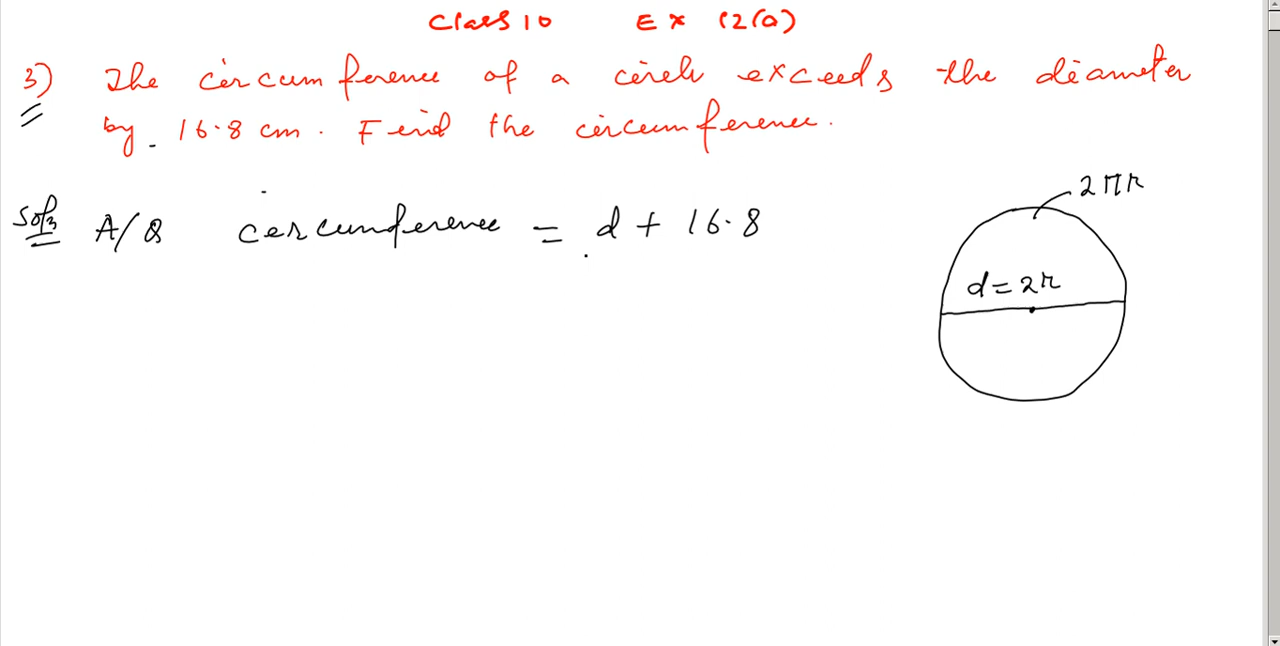 Class 10 Ex 12(a)
3) The circumference of a circle exceeds the diameter
by 16.8 cm. Find the circumference.
2πr
Soln A/Q circumference = d + 16.8
d = 2r